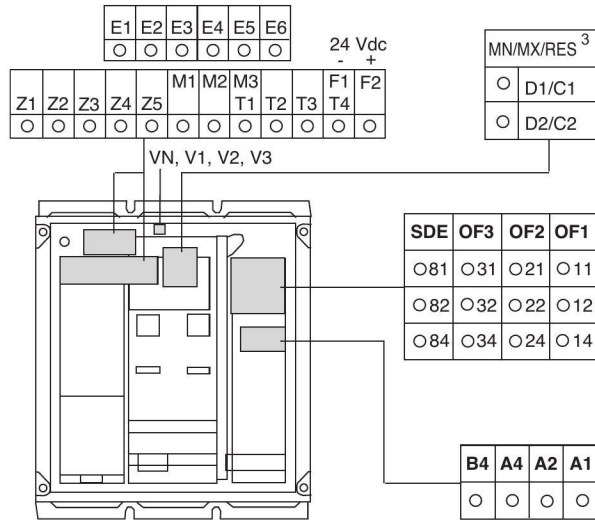 E1 E2 E3 E4 E5 E6
24 Vdc
- +
Z1 Z2 Z3 Z4 Z5 M1 M2 M3 T1 T2 T3 F1 T4 F2
MN/MX/RES 3
D1/C1
D2/C2
VN, V1, V2, V3
SDE OF3 OF2 OF1
81 31 21 11
82 32 22 12
84 34 24 14
B4 A4 A2 A1